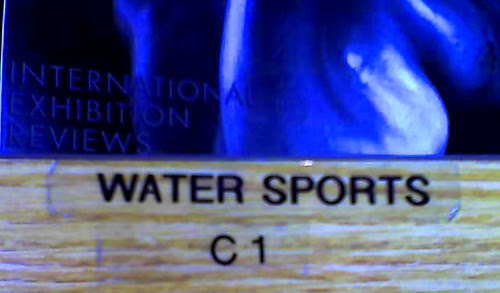 INTERNATIONAL
EXHIBITION
REVIEWS
WATER SPORTS
C 1